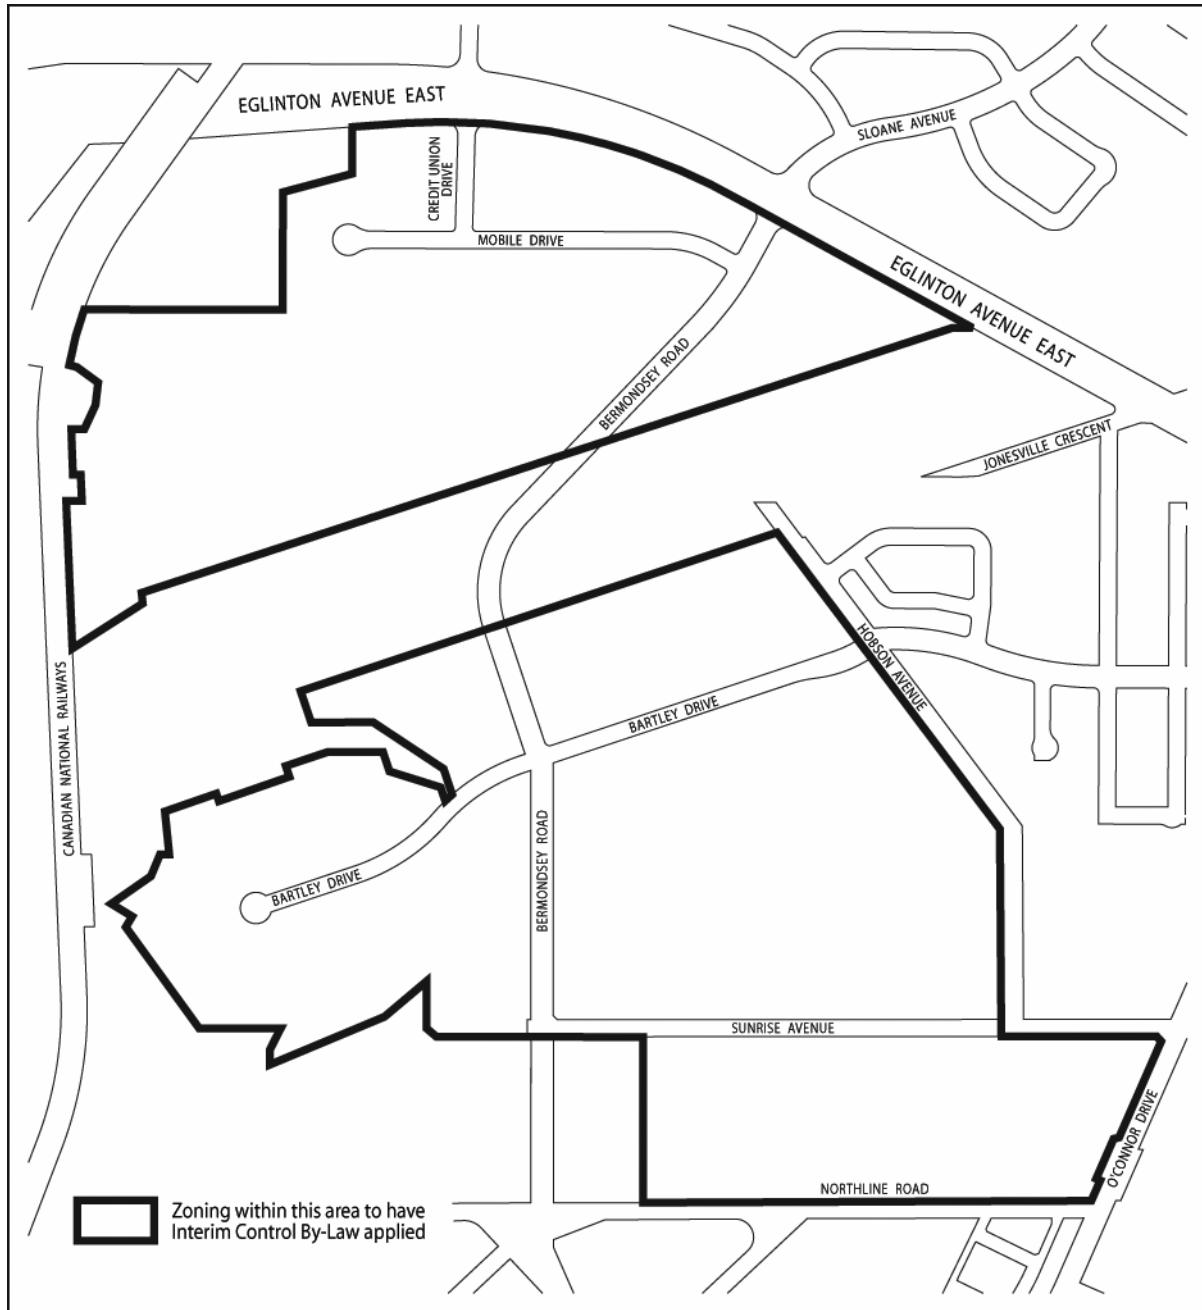 EGLINTON AVENUE EAST
SLOANE AVENUE
CREDIT UNION
DRIVE
MOBILE DRIVE
EGLINTON AVENUE EAST
BERMONDSEY ROAD
JONESVILLE CRESCENT
HOBSON AVENUE
CANADIAN NATIONAL RAILWAYS
BARTLEY DRIVE
BERMONDSEY ROAD
BARTLEY DRIVE
SUNRISE AVENUE
O'CONNOR DRIVE
NORTHLINE ROAD
Zoning within this area to have
Interim Control By-Law applied